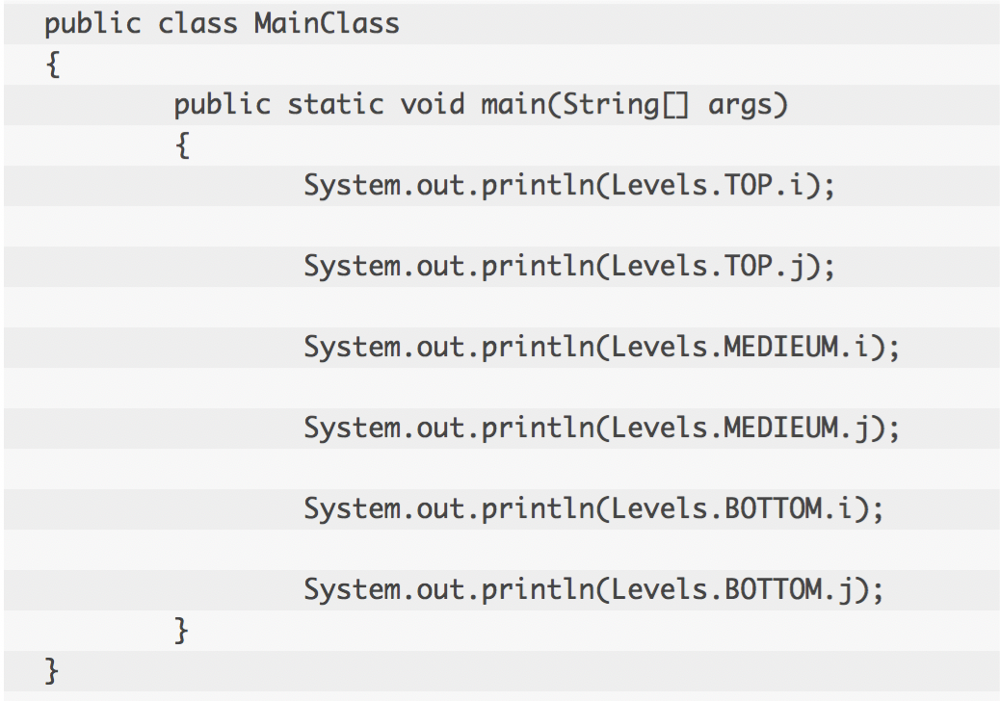 public class MainClass
{
public static void main(String[] args)
{
System.out.println(Levels.TOP.i);
System.out.println(Levels.TOP.j);
System.out.println(Levels.MEDIEUM.i);
System.out.println(Levels.MEDIEUM.j);
System.out.println(Levels.BOTTOM.i);
System.out.println(Levels.BOTTOM.j);
}
}